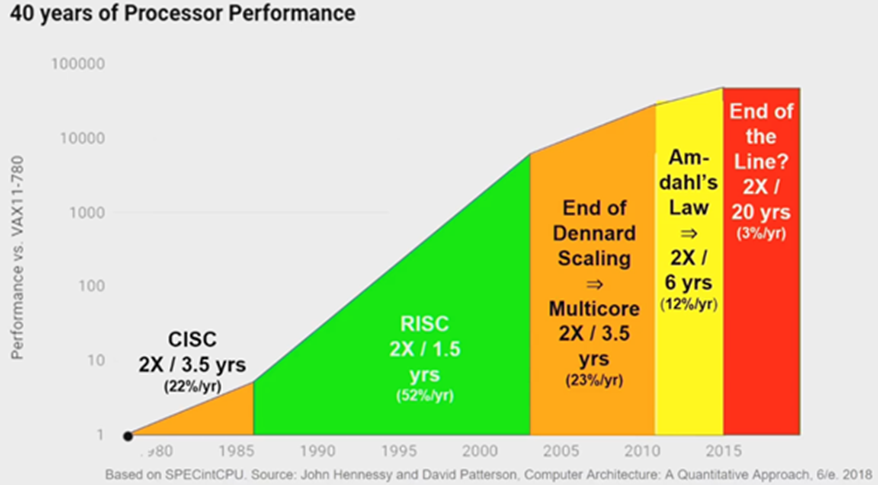 40 years of Processor Performance
100000
10000
1000
100
10
1
Performance vs. VAX11-780
CISC
2X / 3.5 yrs
(22%/yr)
RISC
2X / 1.5
yrs
(52%/yr)
End of
Dennard
Scaling
⇒
Multicore
2X / 3.5
yrs
(23%/yr)
Am-
dahl's
Law
⇒
2X /
6 yrs
(12%/yr)
End of
the
Line?
2X /
20 yrs
(3%/yr)
1985 1990 1995 2000 2005 2010 2015
Based on SPECintCPU. Source: John Hennessy and David Patterson, Computer Architecture: A Quantitative Approach, 6/e. 2018